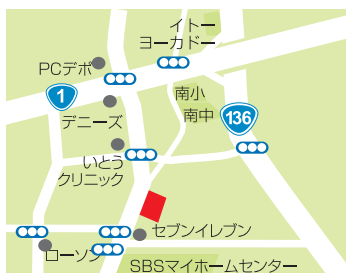 イトー
ヨーカドー
PCデポ
1
デニーズ
南小
南中
136
いとう
クリニック
セブンイレブン
ローソン
SBSマイホームセンター